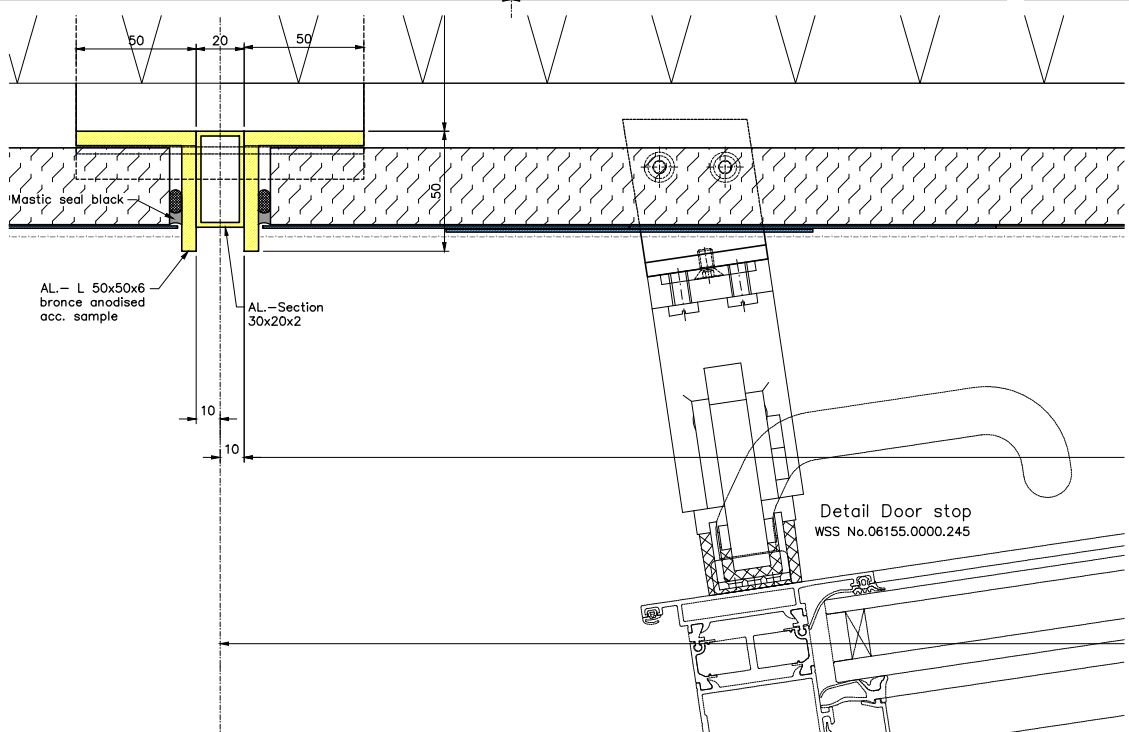 50
20
50
50
Mastic seal black
AL.- L 50x50x6
bronce anodised
acc. sample
AL.-Section
30x20x2
10
10
Detail Door stop
WSS No.06155.0000.245